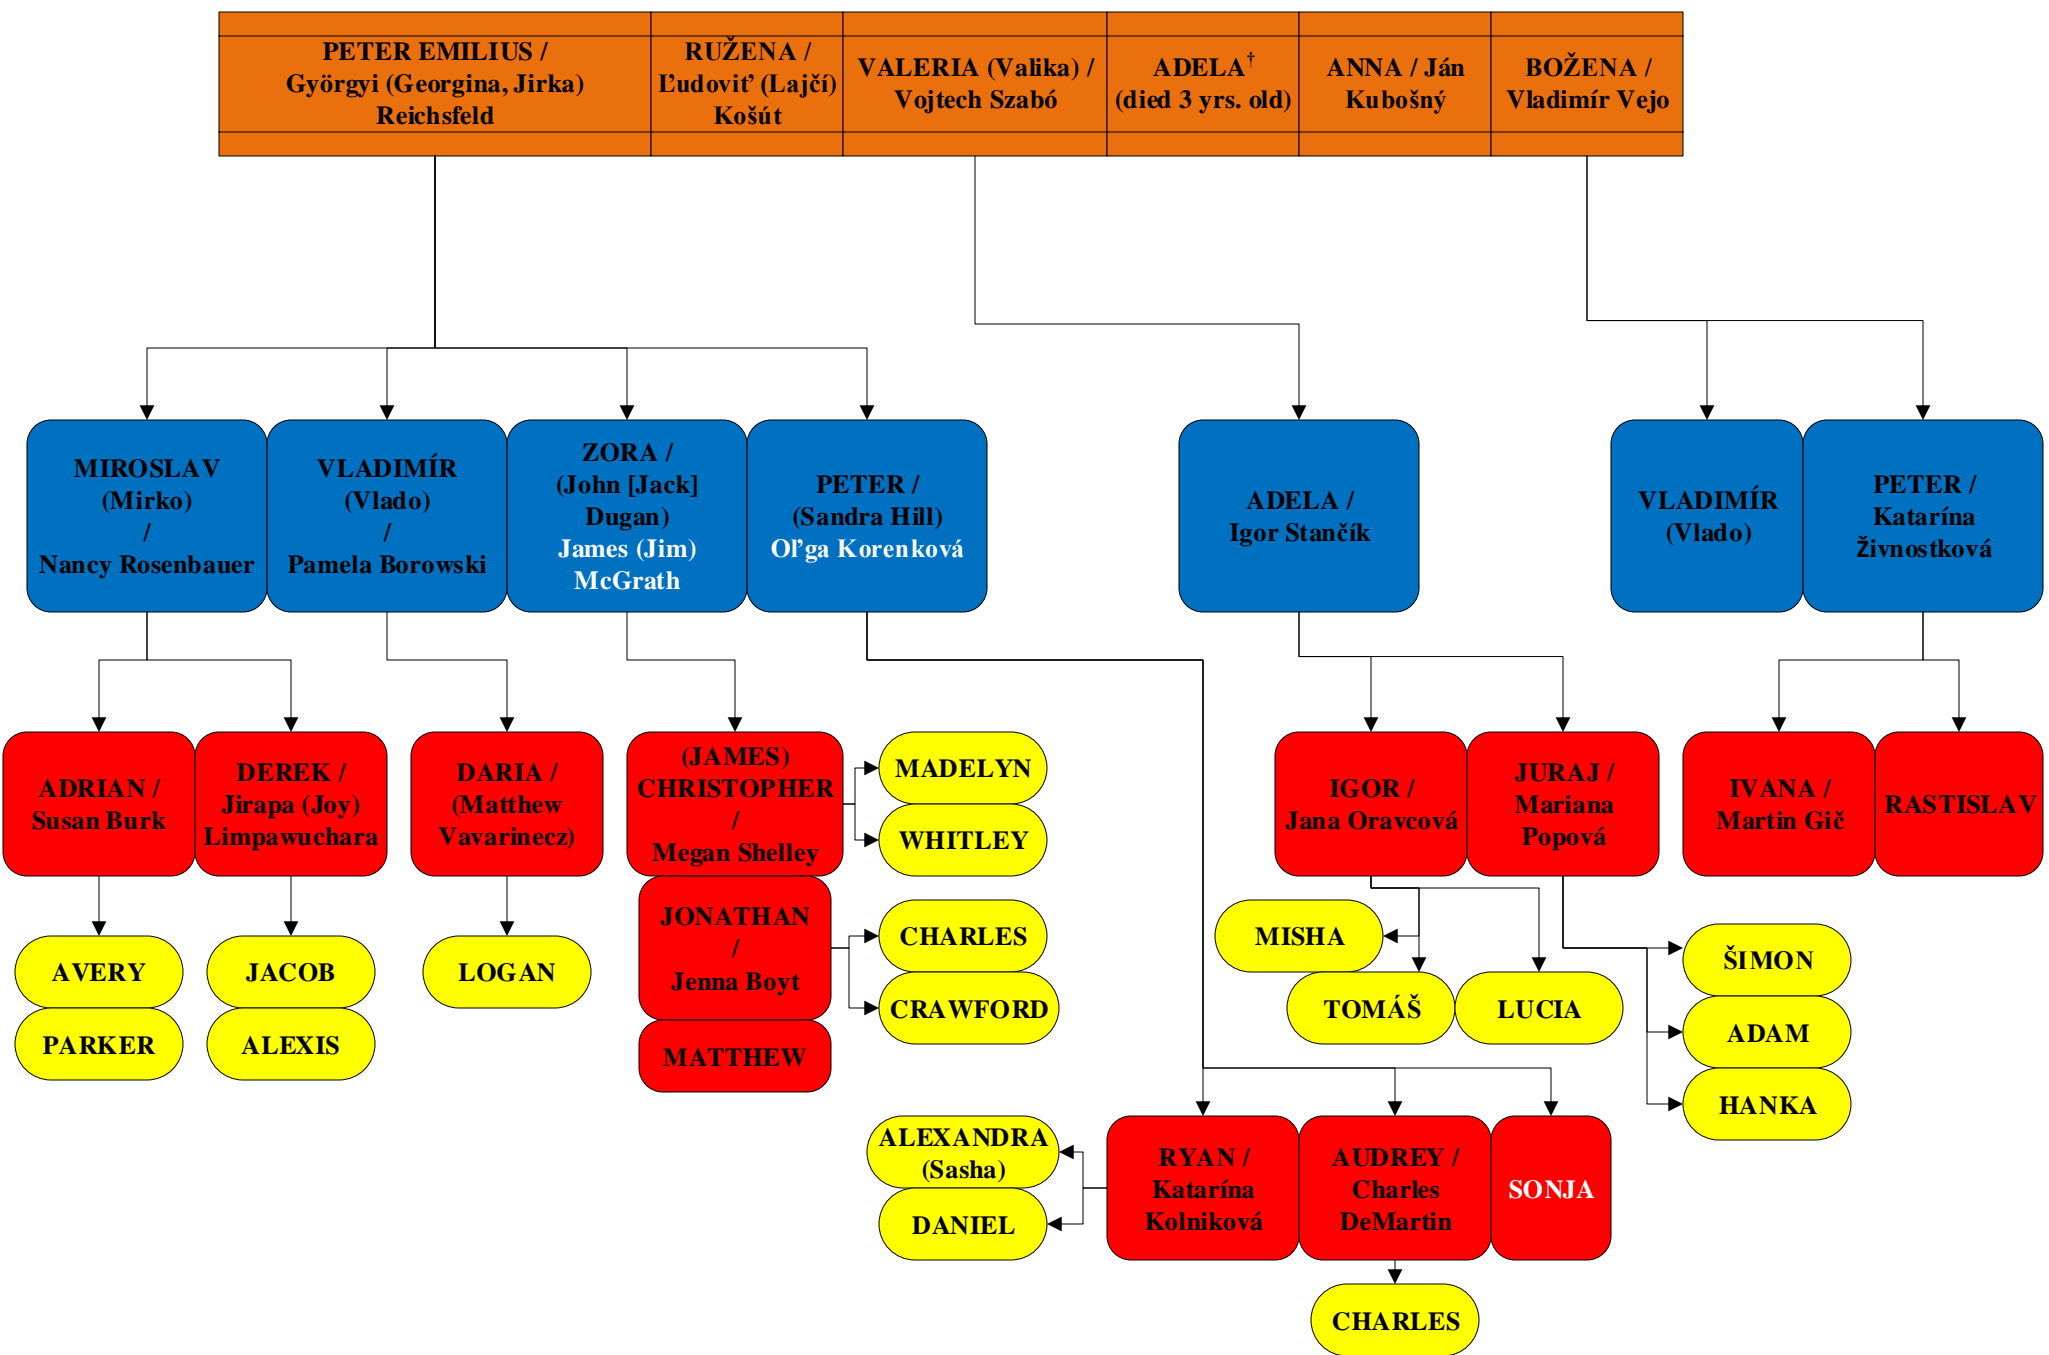 PETER EMILIUS /
Györgyi (Georgina, Jirka)
Reichsfeld
RUŽENA /
Ľudoviť (Lajčí)
Košút
VALERIA (Valika) /
Vojtech Szabó
ADELA†
(died 3 yrs. old)
ANNA / Ján
Kubošný
BOŽENA /
Vladimír Vejo
MIROSLAV
(Mirko)
/
Nancy Rosenbauer
VLADIMÍR
(Vlado)
/
Pamela Borowski
ZORA /
(John [Jack]
Dugan)
James (Jim)
McGrath
PETER /
(Sandra Hill)
Oľga Korenková
ADELA /
Igor Stančík
VLADIMÍR
(Vlado)
PETER /
Katarína
Živnostková
ADRIAN /
Susan Burk
DEREK /
Jirapa (Joy)
Limpawuchara
DARIA /
(Matthew
Vavarinecz)
(JAMES)
CHRISTOPHER
/
Megan Shelley
MADELYN
WHITLEY
IGOR /
Jana Oravcová
JURAJ /
Mariana
Popová
IVANA /
Martin Gič
RASTISLAV
AVERY
PARKER
JACOB
ALEXIS
LOGAN
JONATHAN
/
Jenna Boyt
MATTHEW
CHARLES
CRAWFORD
MISHA
TOMÁŠ
LUCIA
ŠIMON
ADAM
HANKA
ALEXANDRA
(Sasha)
DANIEL
RYAN /
Katarína
Kolniková
AUDREY /
Charles
DeMartin
SONJA
CHARLES